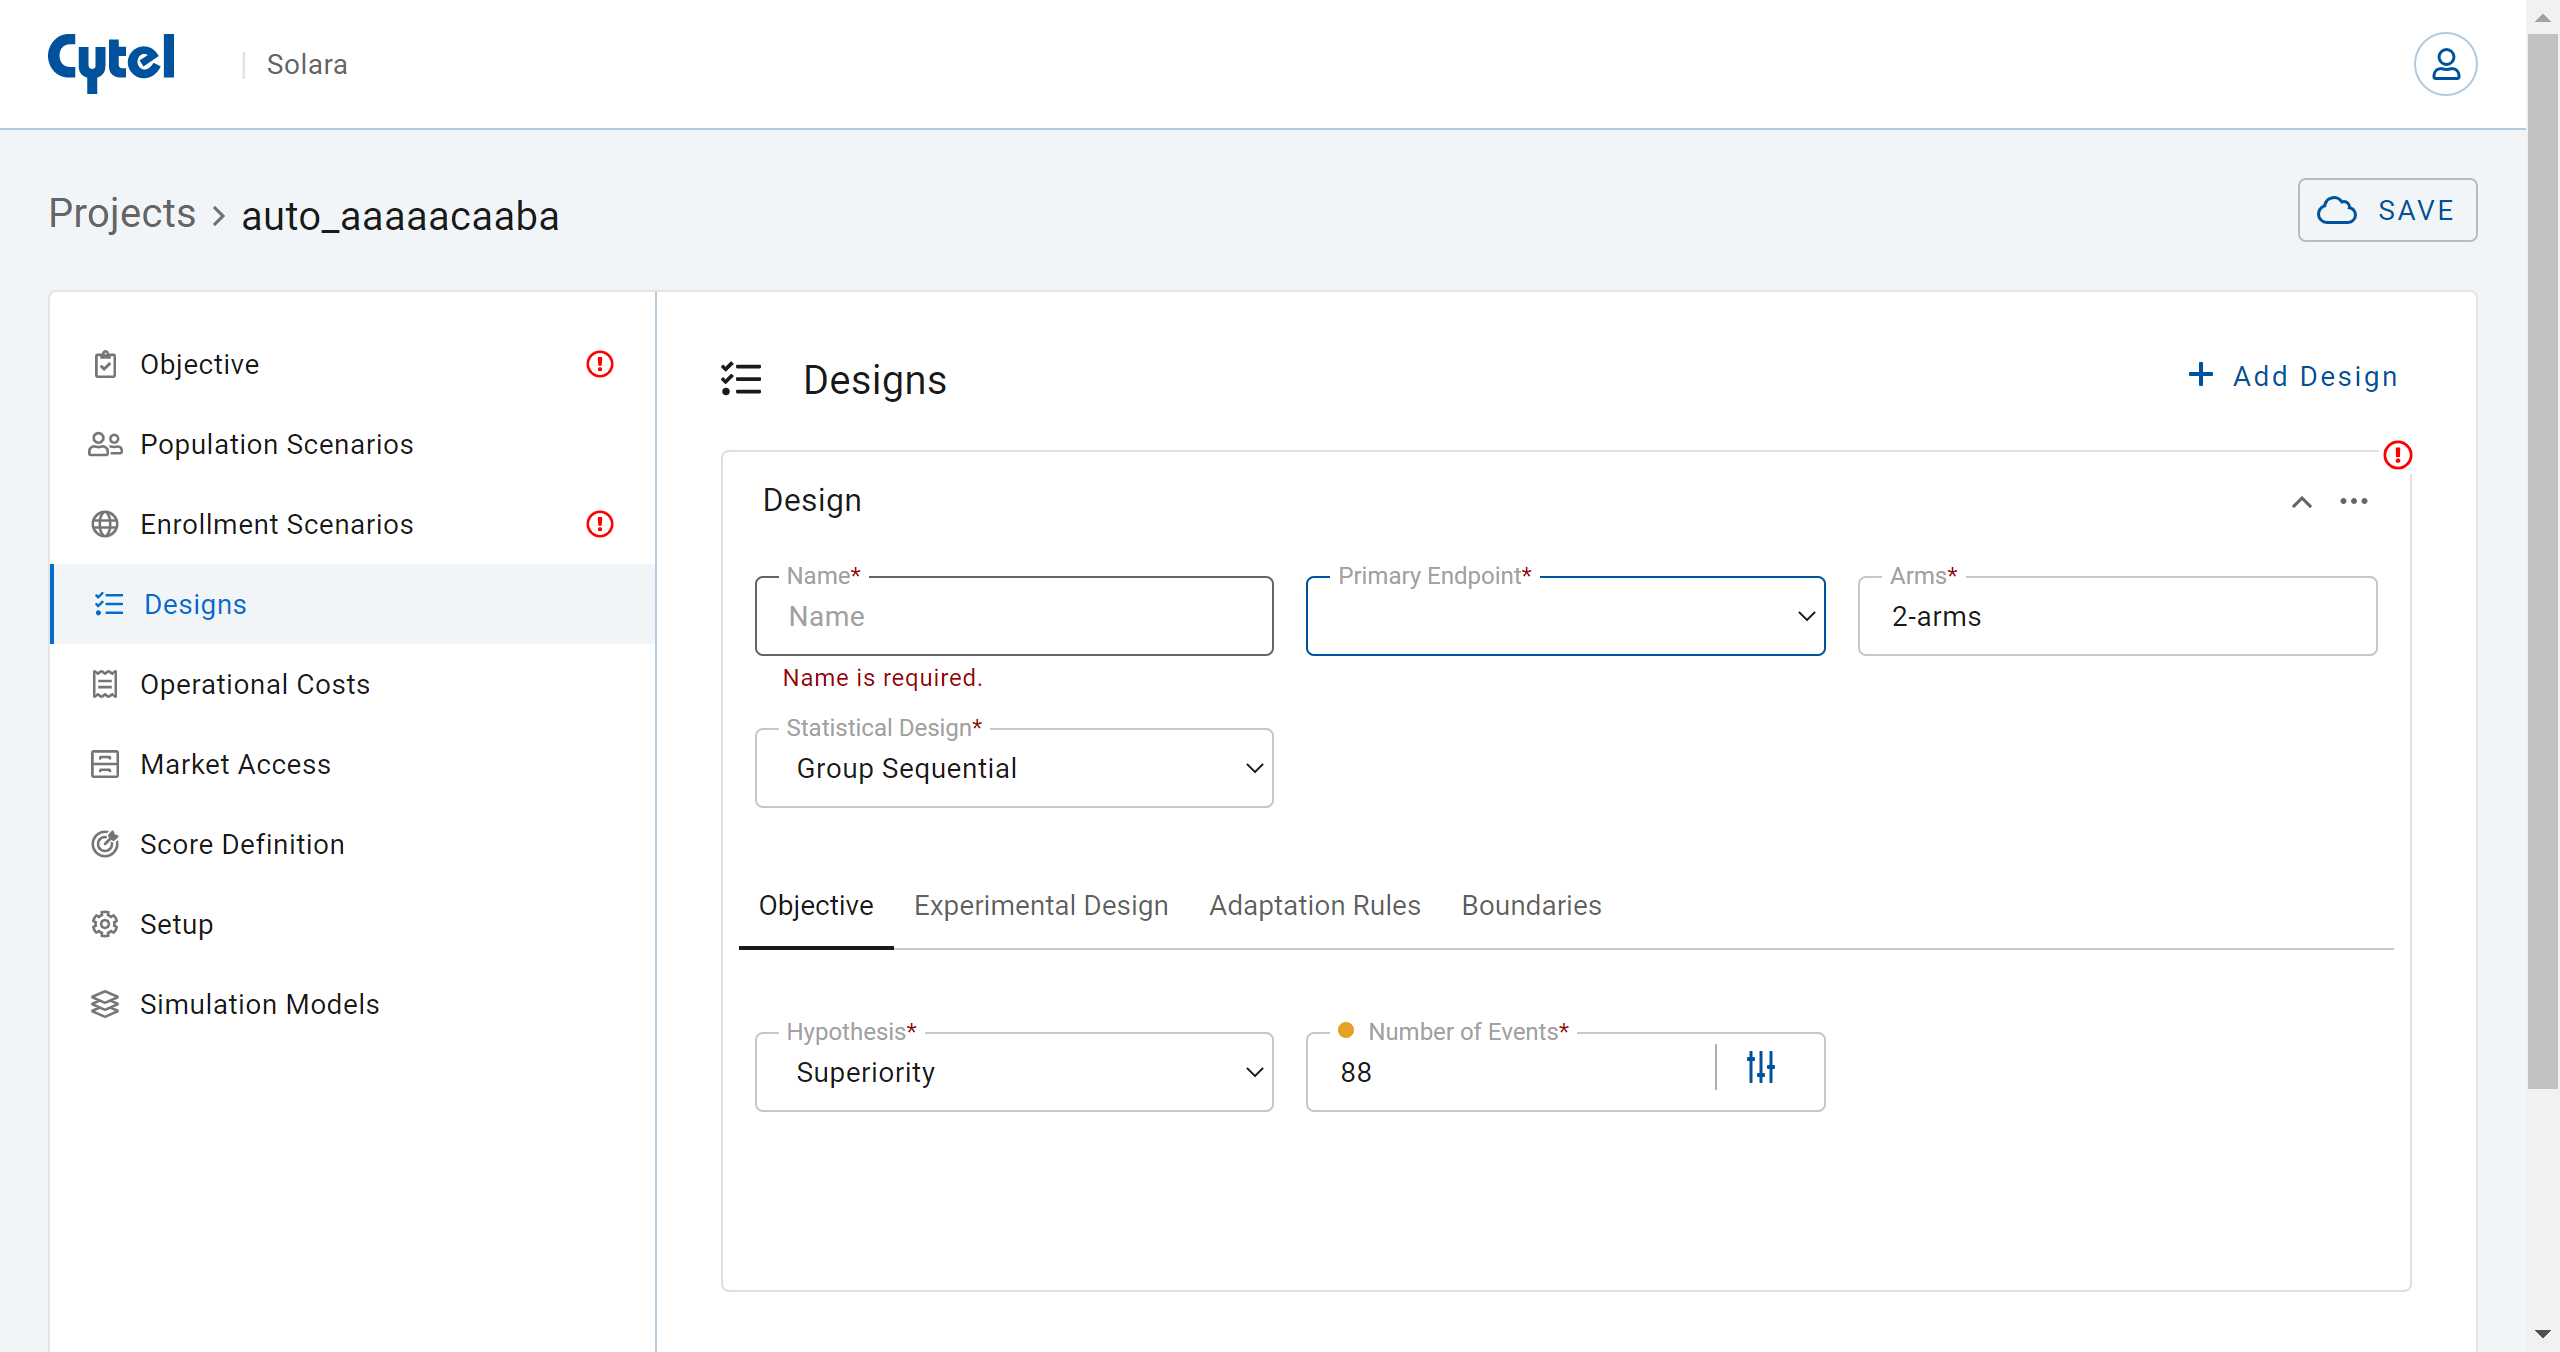 Cytel | Solara
Projects > auto_aaaaacaaba
SAVE
Objective
Population Scenarios
Enrollment Scenarios
Designs
Operational Costs
Market Access
Score Definition
Setup
Simulation Models
Designs
+ Add Design
Design
Name*
Name
Name is required.
Primary Endpoint*
Arms*
2-arms
Statistical Design*
Group Sequential
Objective Experimental Design Adaptation Rules Boundaries
Hypothesis*
Superiority
Number of Events*
88